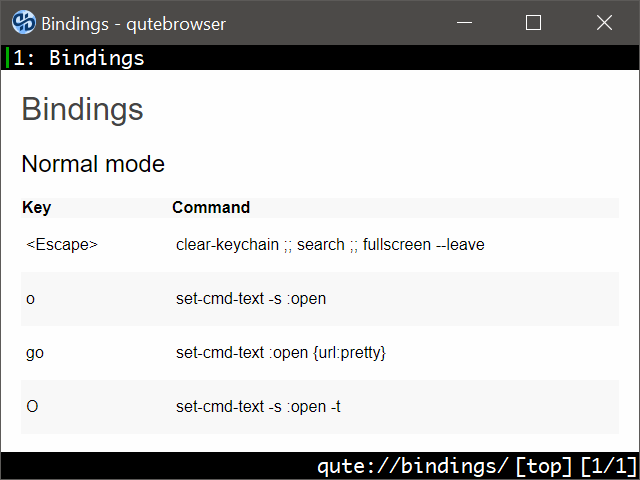 Bindings - qutebrowser
1: Bindings
Bindings
Normal mode
Key Command
<Escape> clear-keychain ;; search ;; fullscreen --leave
o set-cmd-text -s :open
go set-cmd-text :open {url:pretty}
O set-cmd-text -s :open -t
qute://bindings/ [top] [1/1]